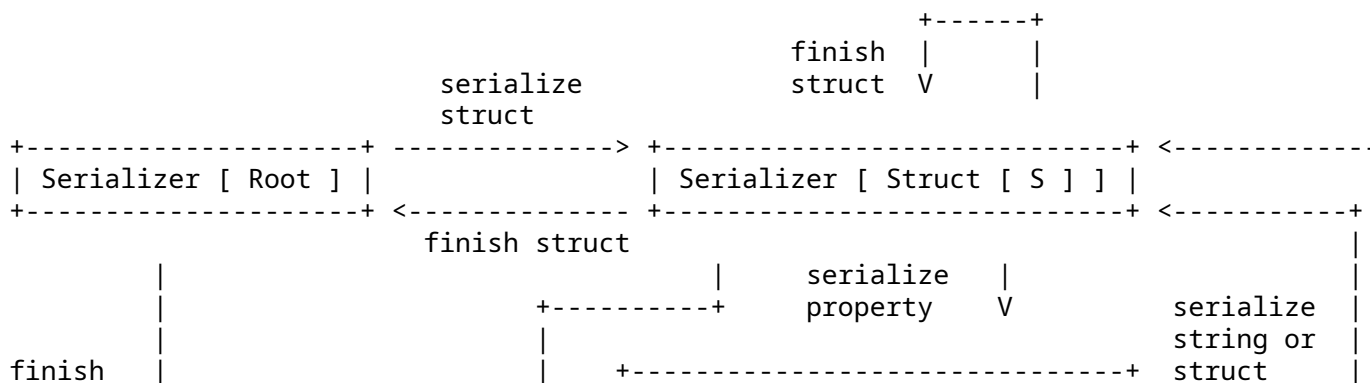 +------+
finish | |
serialize struct V |
struct
+---------------------+ --------------> +-----------------------------+ <-------------
| Serializer [ Root ] | | Serializer [ Struct [ S ] ] |
+---------------------+ <-------------- +-----------------------------+ <-----------+
finish struct |
| | serialize | |
| +-----------+ property V serialize |
| | string or |
finish | | +-------------------------------+ struct |